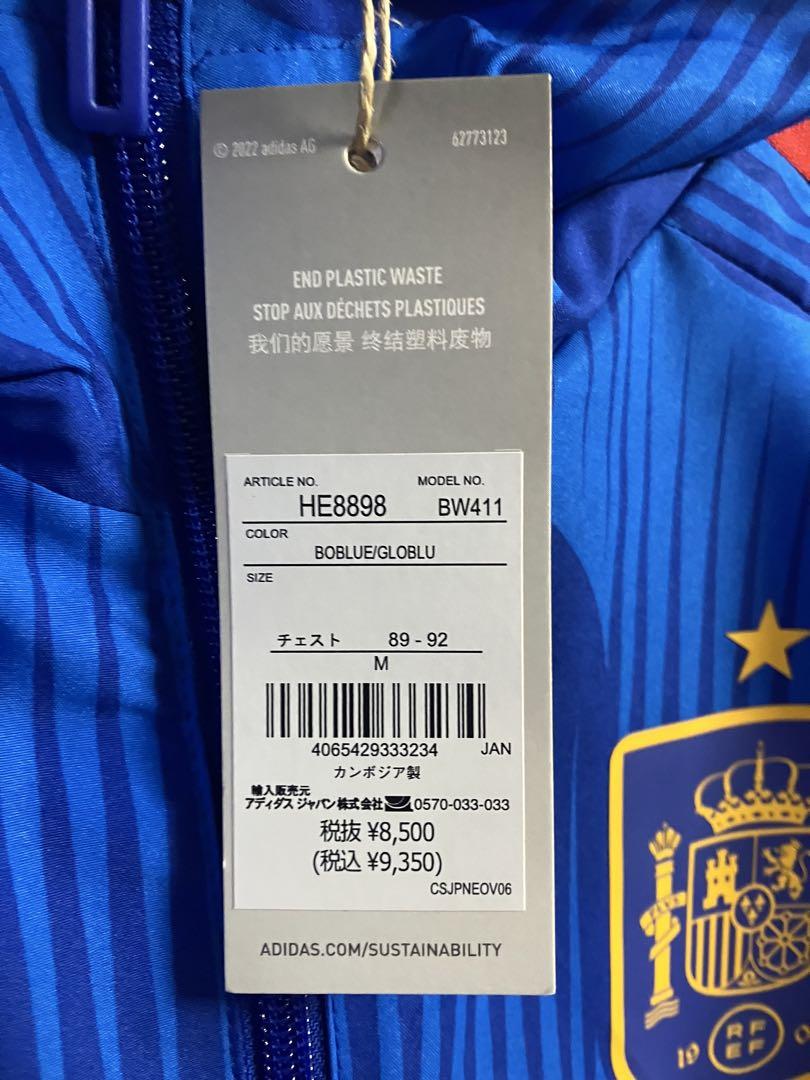 © 2022 adidas AG 62773123
END PLASTIC WASTE
STOP AUX DÉCHETS PLASTIQUES
我们的愿景 终结塑料废物
ARTICLE NO. MODEL NO.
HE8898 BW411
COLOR
BOBLUE/GLOBLU
SIZE
チェスト 89 - 92
M
4065429333234 JAN
カンボジア製
輸入販売元
アディダス ジャパン株式会社 0570-033-033
税抜 ¥8,500
(税込 ¥9,350)
CSJPNEOV06
ADIDAS.COM/SUSTAINABILITY
RF
EF
19